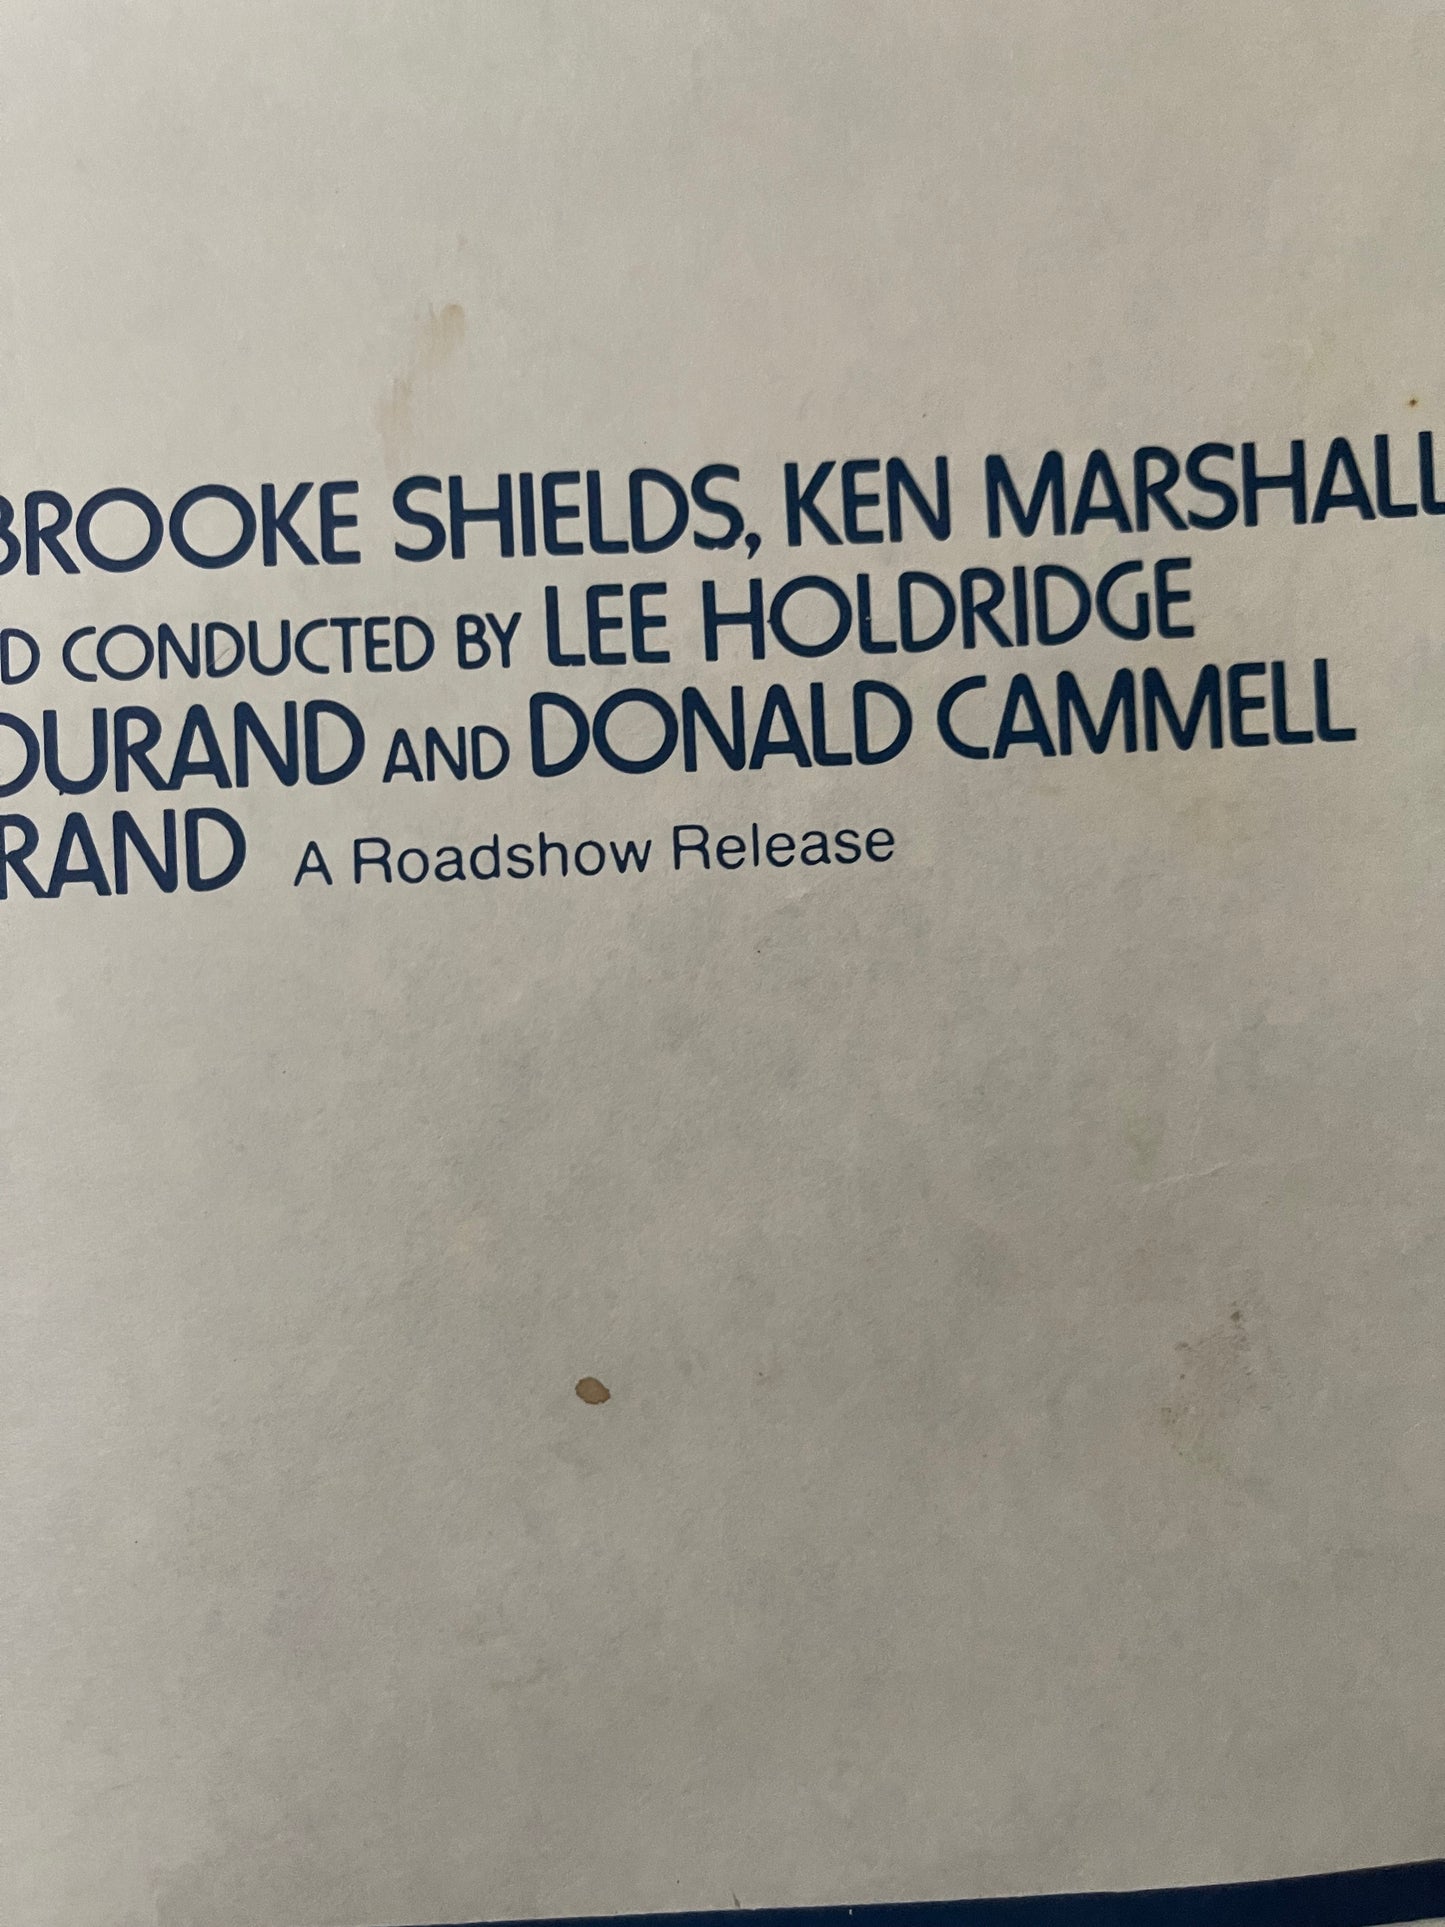 BROOKE SHIELDS, KEN MARSHALL
D CONDUCTED BY LEE HOLDRIDGE
DURAND AND DONALD CAMMELL
RAND A Roadshow Release